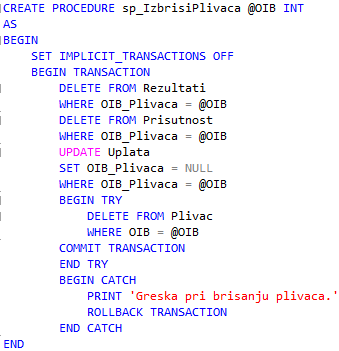 CREATE PROCEDURE sp_IzbrisiPlivaca @OIB INT
AS
BEGIN
    SET IMPLICIT_TRANSACTIONS OFF
    BEGIN TRANSACTION
        DELETE FROM Rezultati
        WHERE OIB_Plivaca = @OIB
        DELETE FROM Prisutnost
        WHERE OIB_Plivaca = @OIB
        UPDATE Uplata
        SET OIB_Plivaca = NULL
        WHERE OIB_Plivaca = @OIB
        BEGIN TRY
            DELETE FROM Plivac
            WHERE OIB = @OIB
        COMMIT TRANSACTION
        END TRY
        BEGIN CATCH
            PRINT 'Greska pri brisanju plivaca.'
            ROLLBACK TRANSACTION
        END CATCH
END